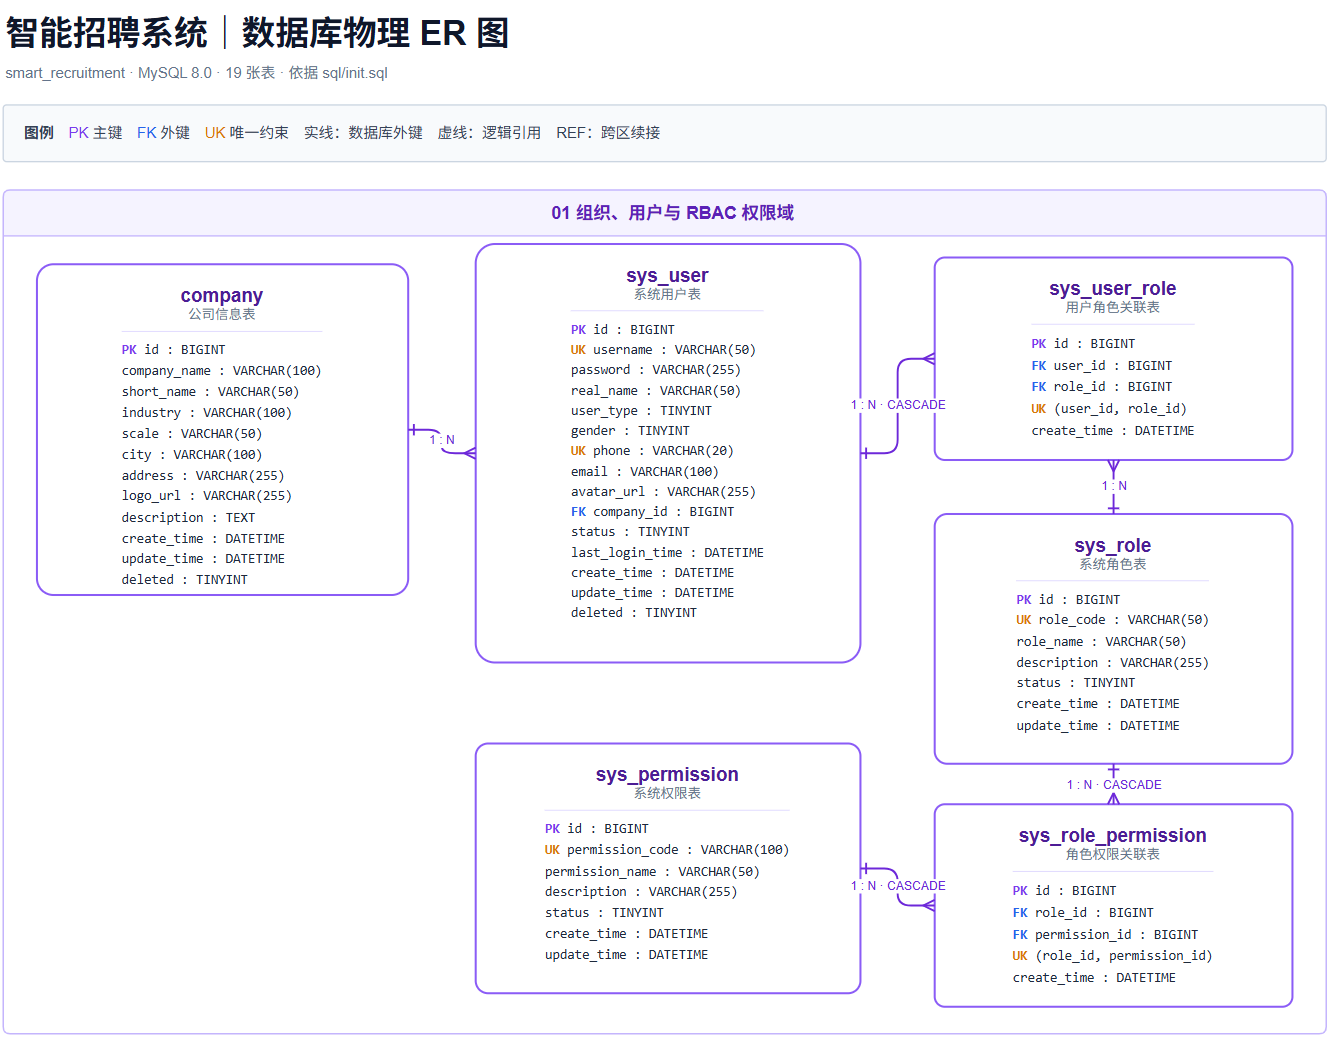 智能招聘系统｜数据库物理 ER 图
smart_recruitment · MySQL 8.0 · 19 张表 · 依据 sql/init.sql
图例 PK 主键 FK 外键 UK 唯一约束 实线：数据库外键 虚线：逻辑引用 REF：跨区续接
01 组织、用户与 RBAC 权限域
company
公司信息表
PK id : BIGINT
company_name : VARCHAR(100)
short_name : VARCHAR(50)
industry : VARCHAR(100)
scale : VARCHAR(50)
city : VARCHAR(100)
address : VARCHAR(255)
logo_url : VARCHAR(255)
description : TEXT
create_time : DATETIME
update_time : DATETIME
deleted : TINYINT
1 : N
sys_user
系统用户表
PK id : BIGINT
UK username : VARCHAR(50)
password : VARCHAR(255)
real_name : VARCHAR(50)
user_type : TINYINT
gender : TINYINT
UK phone : VARCHAR(20)
email : VARCHAR(100)
avatar_url : VARCHAR(255)
FK company_id : BIGINT
status : TINYINT
last_login_time : DATETIME
create_time : DATETIME
update_time : DATETIME
deleted : TINYINT
1 : N · CASCADE
sys_user_role
用户角色关联表
PK id : BIGINT
FK user_id : BIGINT
FK role_id : BIGINT
UK (user_id, role_id)
create_time : DATETIME
1 : N
sys_role
系统角色表
PK id : BIGINT
UK role_code : VARCHAR(50)
role_name : VARCHAR(50)
description : VARCHAR(255)
status : TINYINT
create_time : DATETIME
update_time : DATETIME
1 : N · CASCADE
sys_permission
系统权限表
PK id : BIGINT
UK permission_code : VARCHAR(100)
permission_name : VARCHAR(50)
description : VARCHAR(255)
status : TINYINT
create_time : DATETIME
update_time : DATETIME
1 : N · CASCADE
sys_role_permission
角色权限关联表
PK id : BIGINT
FK role_id : BIGINT
FK permission_id : BIGINT
UK (role_id, permission_id)
create_time : DATETIME